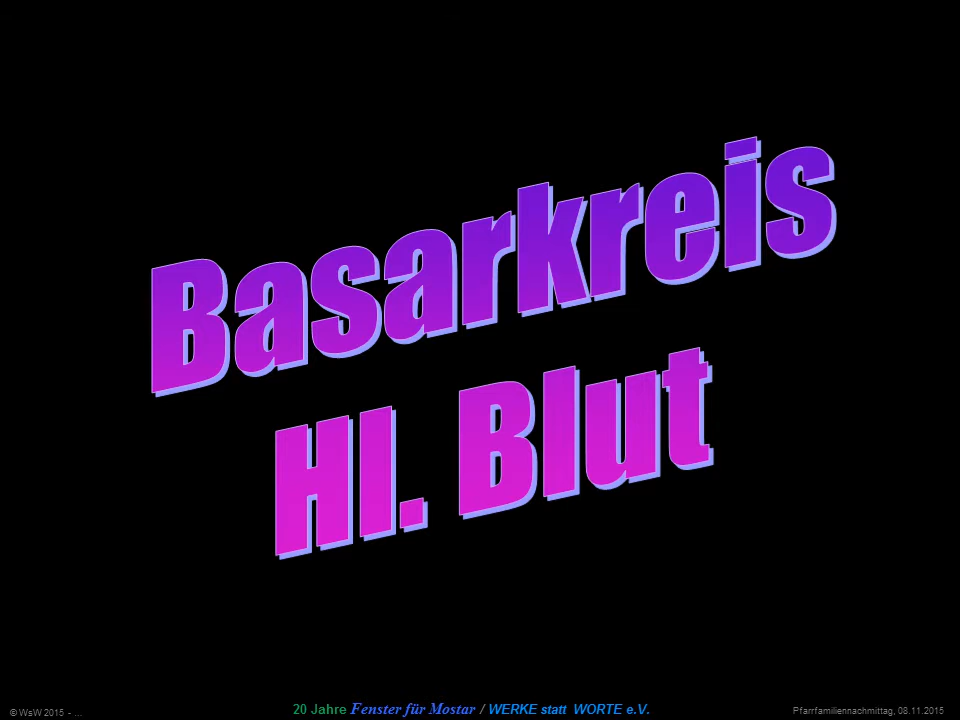 Basarkreis
Hl. Blut
© WsW 2015 - ...
20 Jahre Fenster für Mostar / WERKE statt WORTE e.V.
Pfarrfamiliennachmittag, 08.11.2015